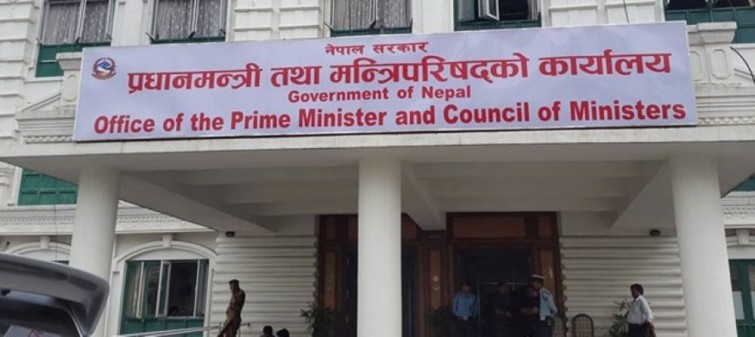 नेपाल सरकार
प्रधानमन्त्री तथा मन्त्रिपरिषद्को कार्यालय
Government of Nepal
Office of the Prime Minister and Council of Ministers